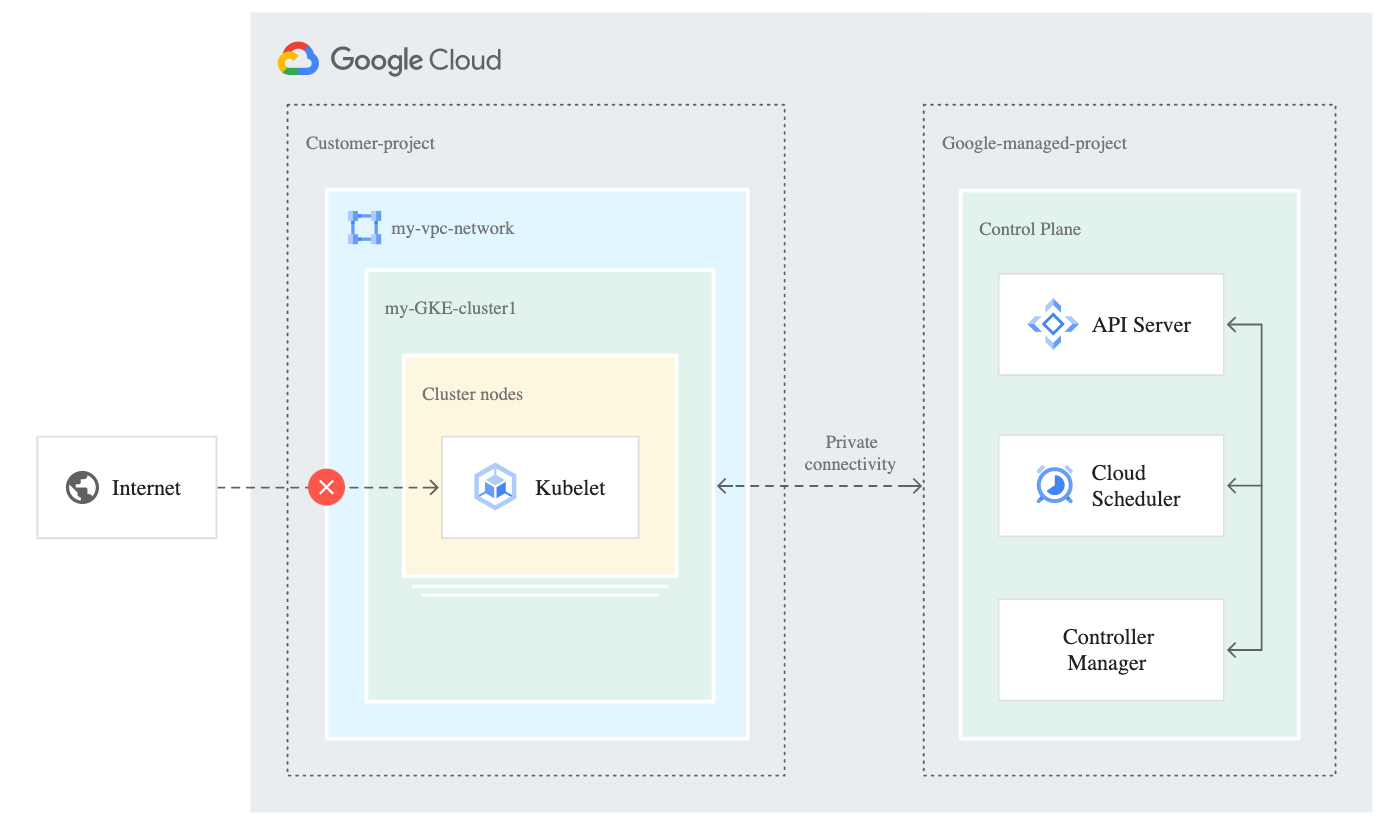 Google Cloud
Customer-project
my-vpc-network
my-GKE-cluster1
Cluster nodes
Kubelet
Internet
Private
connectivity
Google-managed-project
Control Plane
API Server
Cloud
Scheduler
Controller
Manager